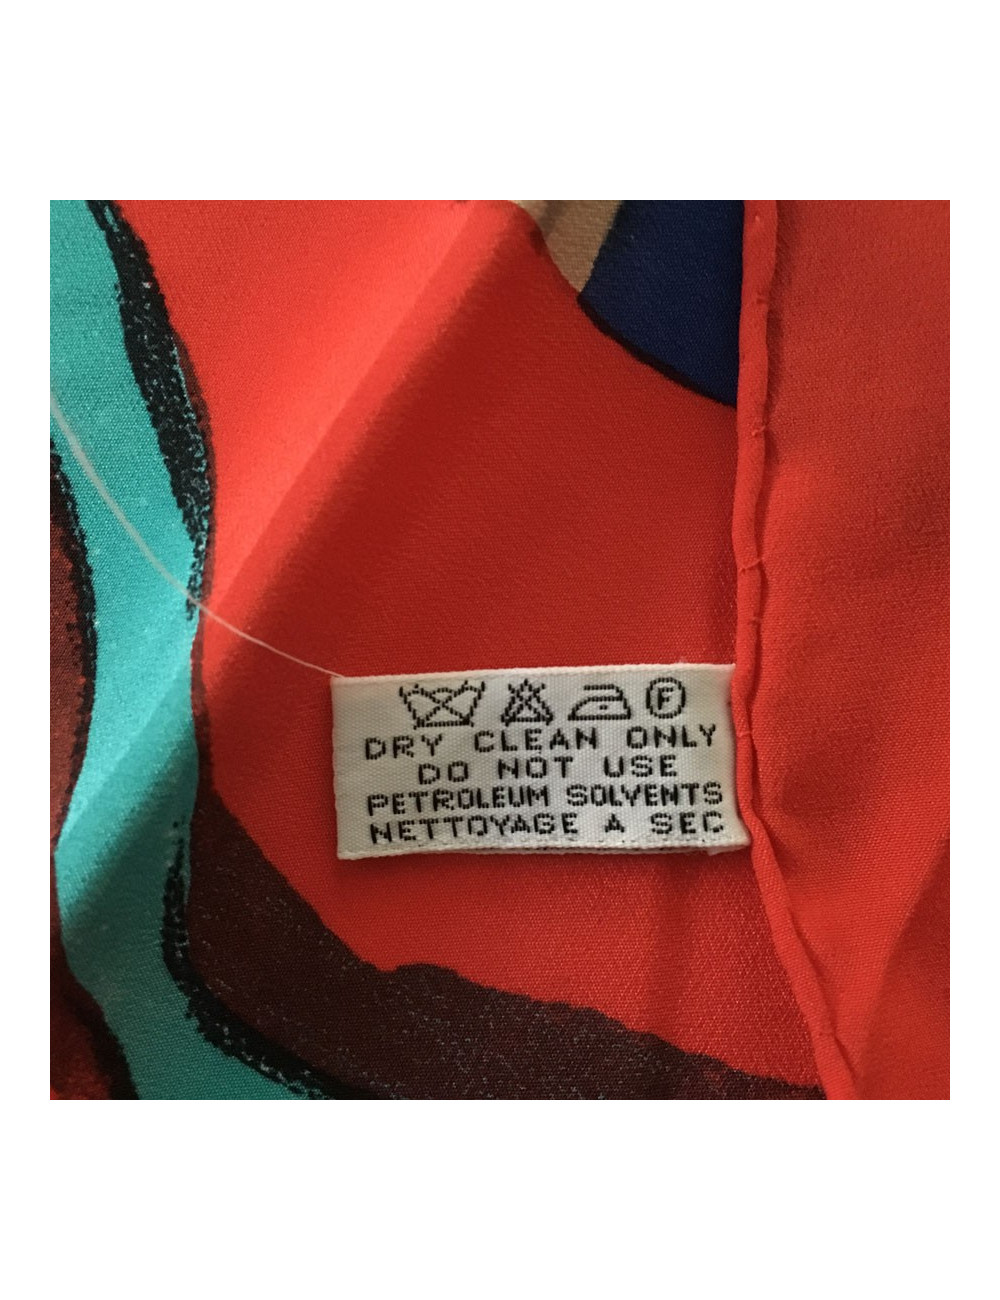 F
DRY CLEAN ONLY
DO NOT USE
PETROLEUM SOLVENTS
NETTOYAGE A SEC